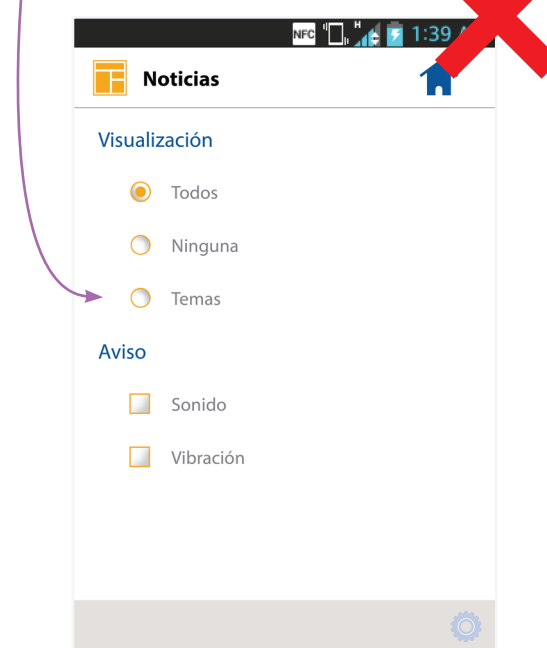 NFC H 1:39
Noticias
Visualización
Todos
Ninguna
Temas
Aviso
Sonido
Vibración